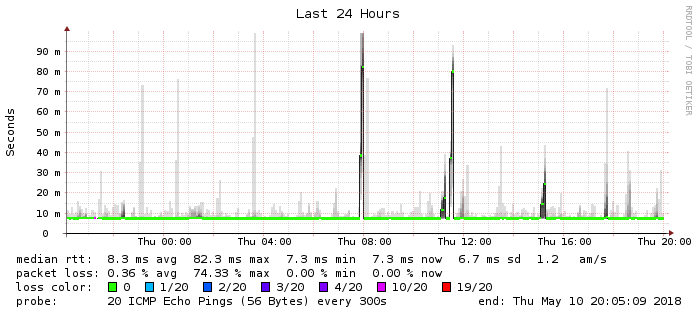 Last 24 Hours
RRDTOOL / TOBI OETIKER
Seconds
90 m
80 m
70 m
60 m
50 m
40 m
30 m
20 m
10 m
0
Thu 00:00 Thu 04:00 Thu 08:00 Thu 12:00 Thu 16:00 Thu 20:00
median rtt: 8.3 ms avg 82.3 ms max 7.3 ms min 7.3 ms now 6.7 ms sd 1.2 am/s
packet loss: 0.36 % avg 74.33 % max 0.00 % min 0.00 % now
loss color: 0 1/20 2/20 3/20 4/20 10/20 19/20
probe: 20 ICMP Echo Pings (56 Bytes) every 300s end: Thu May 10 20:05:09 2018